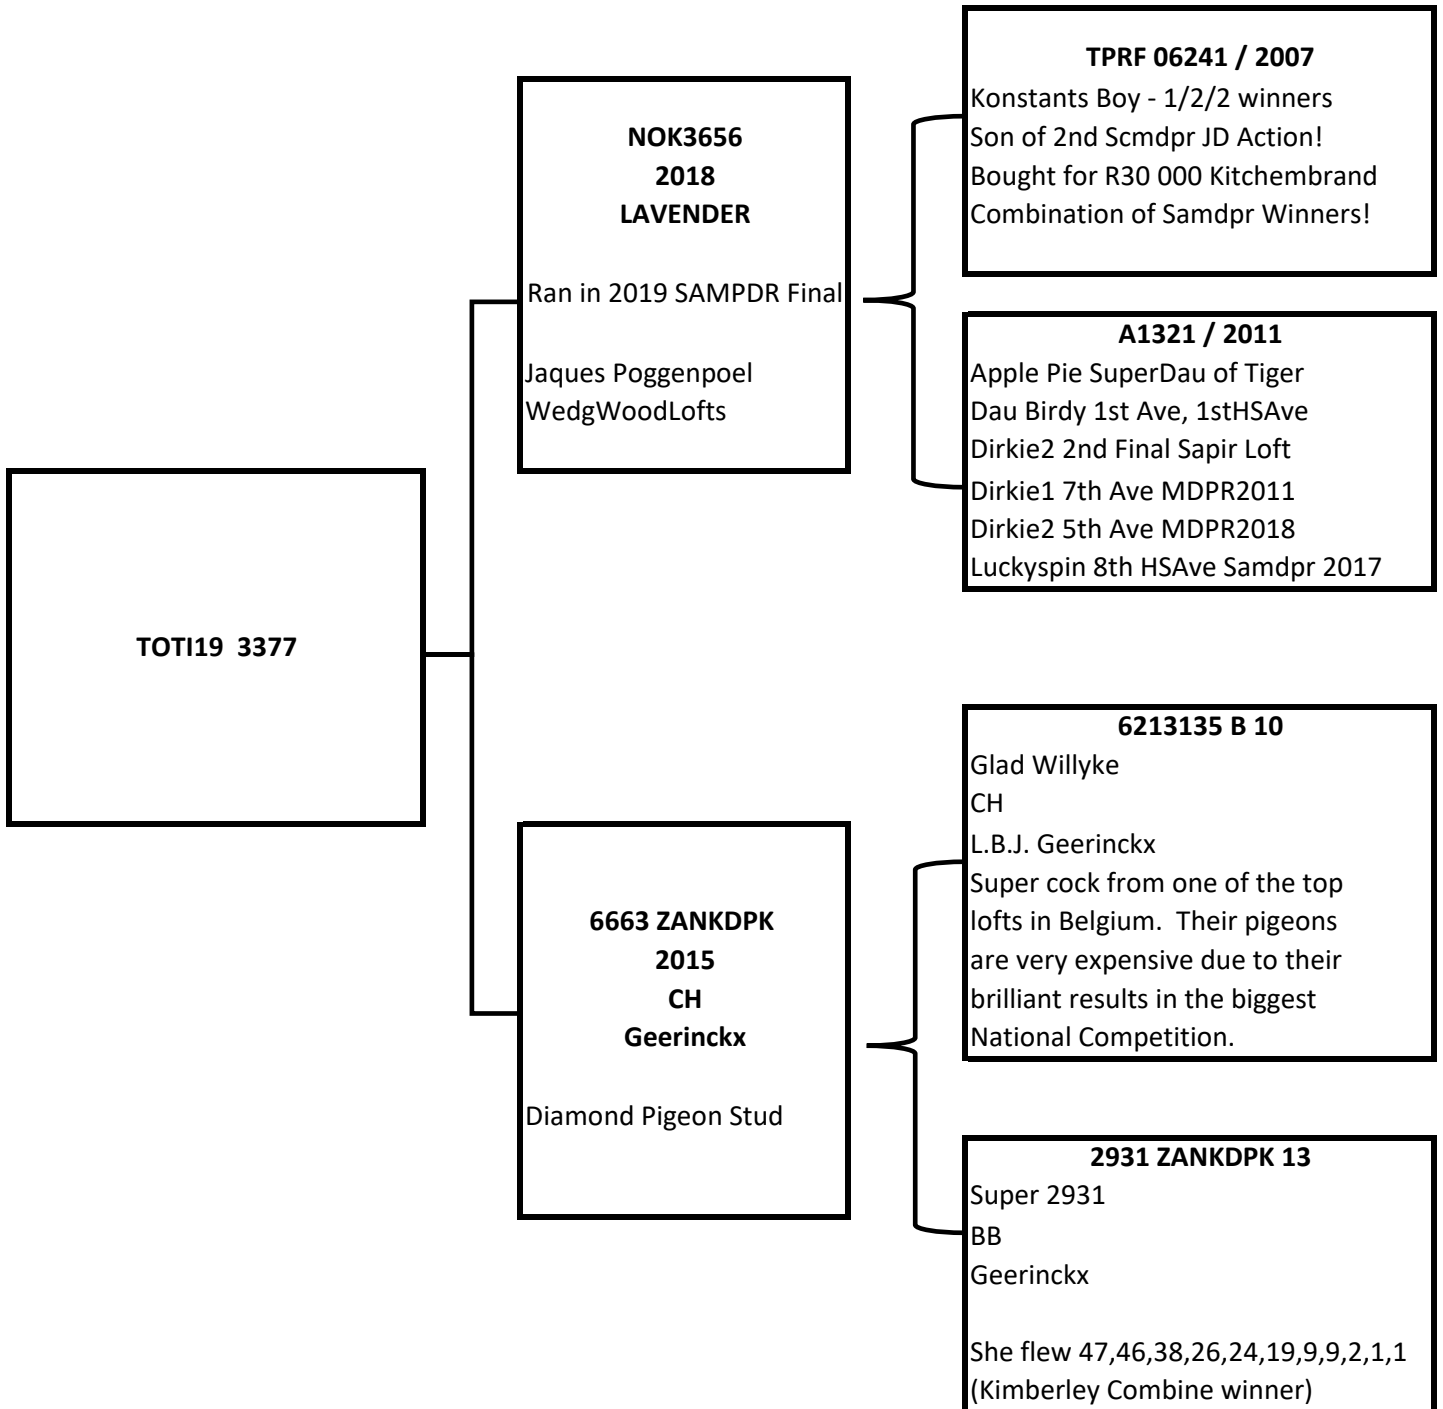 TOTI19 3377
NOK3656
2018
LAVENDER
Ran in 2019 SAMPDR Final
Jaques Poggenpoel
WedgWoodLofts
6663 ZANKDPK
2015
CH
Geerinckx
Diamond Pigeon Stud
TPRF 06241 / 2007
Konstants Boy - 1/2/2 winners
Son of 2nd Scmdpr JD Action!
Bought for R30 000 Kitchembrand
Combination of Samdpr Winners!
A1321 / 2011
Apple Pie SuperDau of Tiger
Dau Birdy 1st Ave, 1stHSAve
Dirkie2 2nd Final Sapir Loft
Dirkie1 7th Ave MDPR2011
Dirkie2 5th Ave MDPR2018
Luckyspin 8th HSAve Samdpr 2017
6213135 B 10
Glad Willyke
CH
L.B.J. Geerinckx
Super cock from one of the top
lofts in Belgium.  Their pigeons
are very expensive due to their
brilliant results in the biggest
National Competition.
2931 ZANKDPK 13
Super 2931
BB
Geerinckx
She flew 47,46,38,26,24,19,9,9,2,1,1
(Kimberley Combine winner)